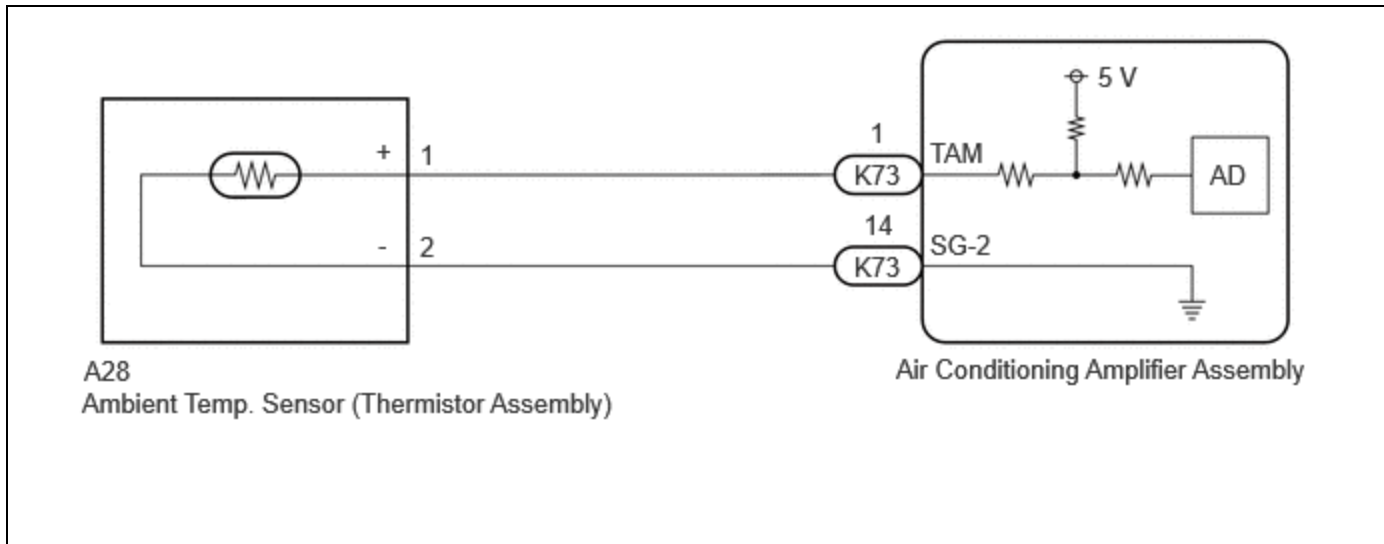 5 V
1
+ 1
TAM
K73
AD
14
- 2
SG-2
K73
A28
Ambient Temp. Sensor (Thermistor Assembly)
Air Conditioning Amplifier Assembly